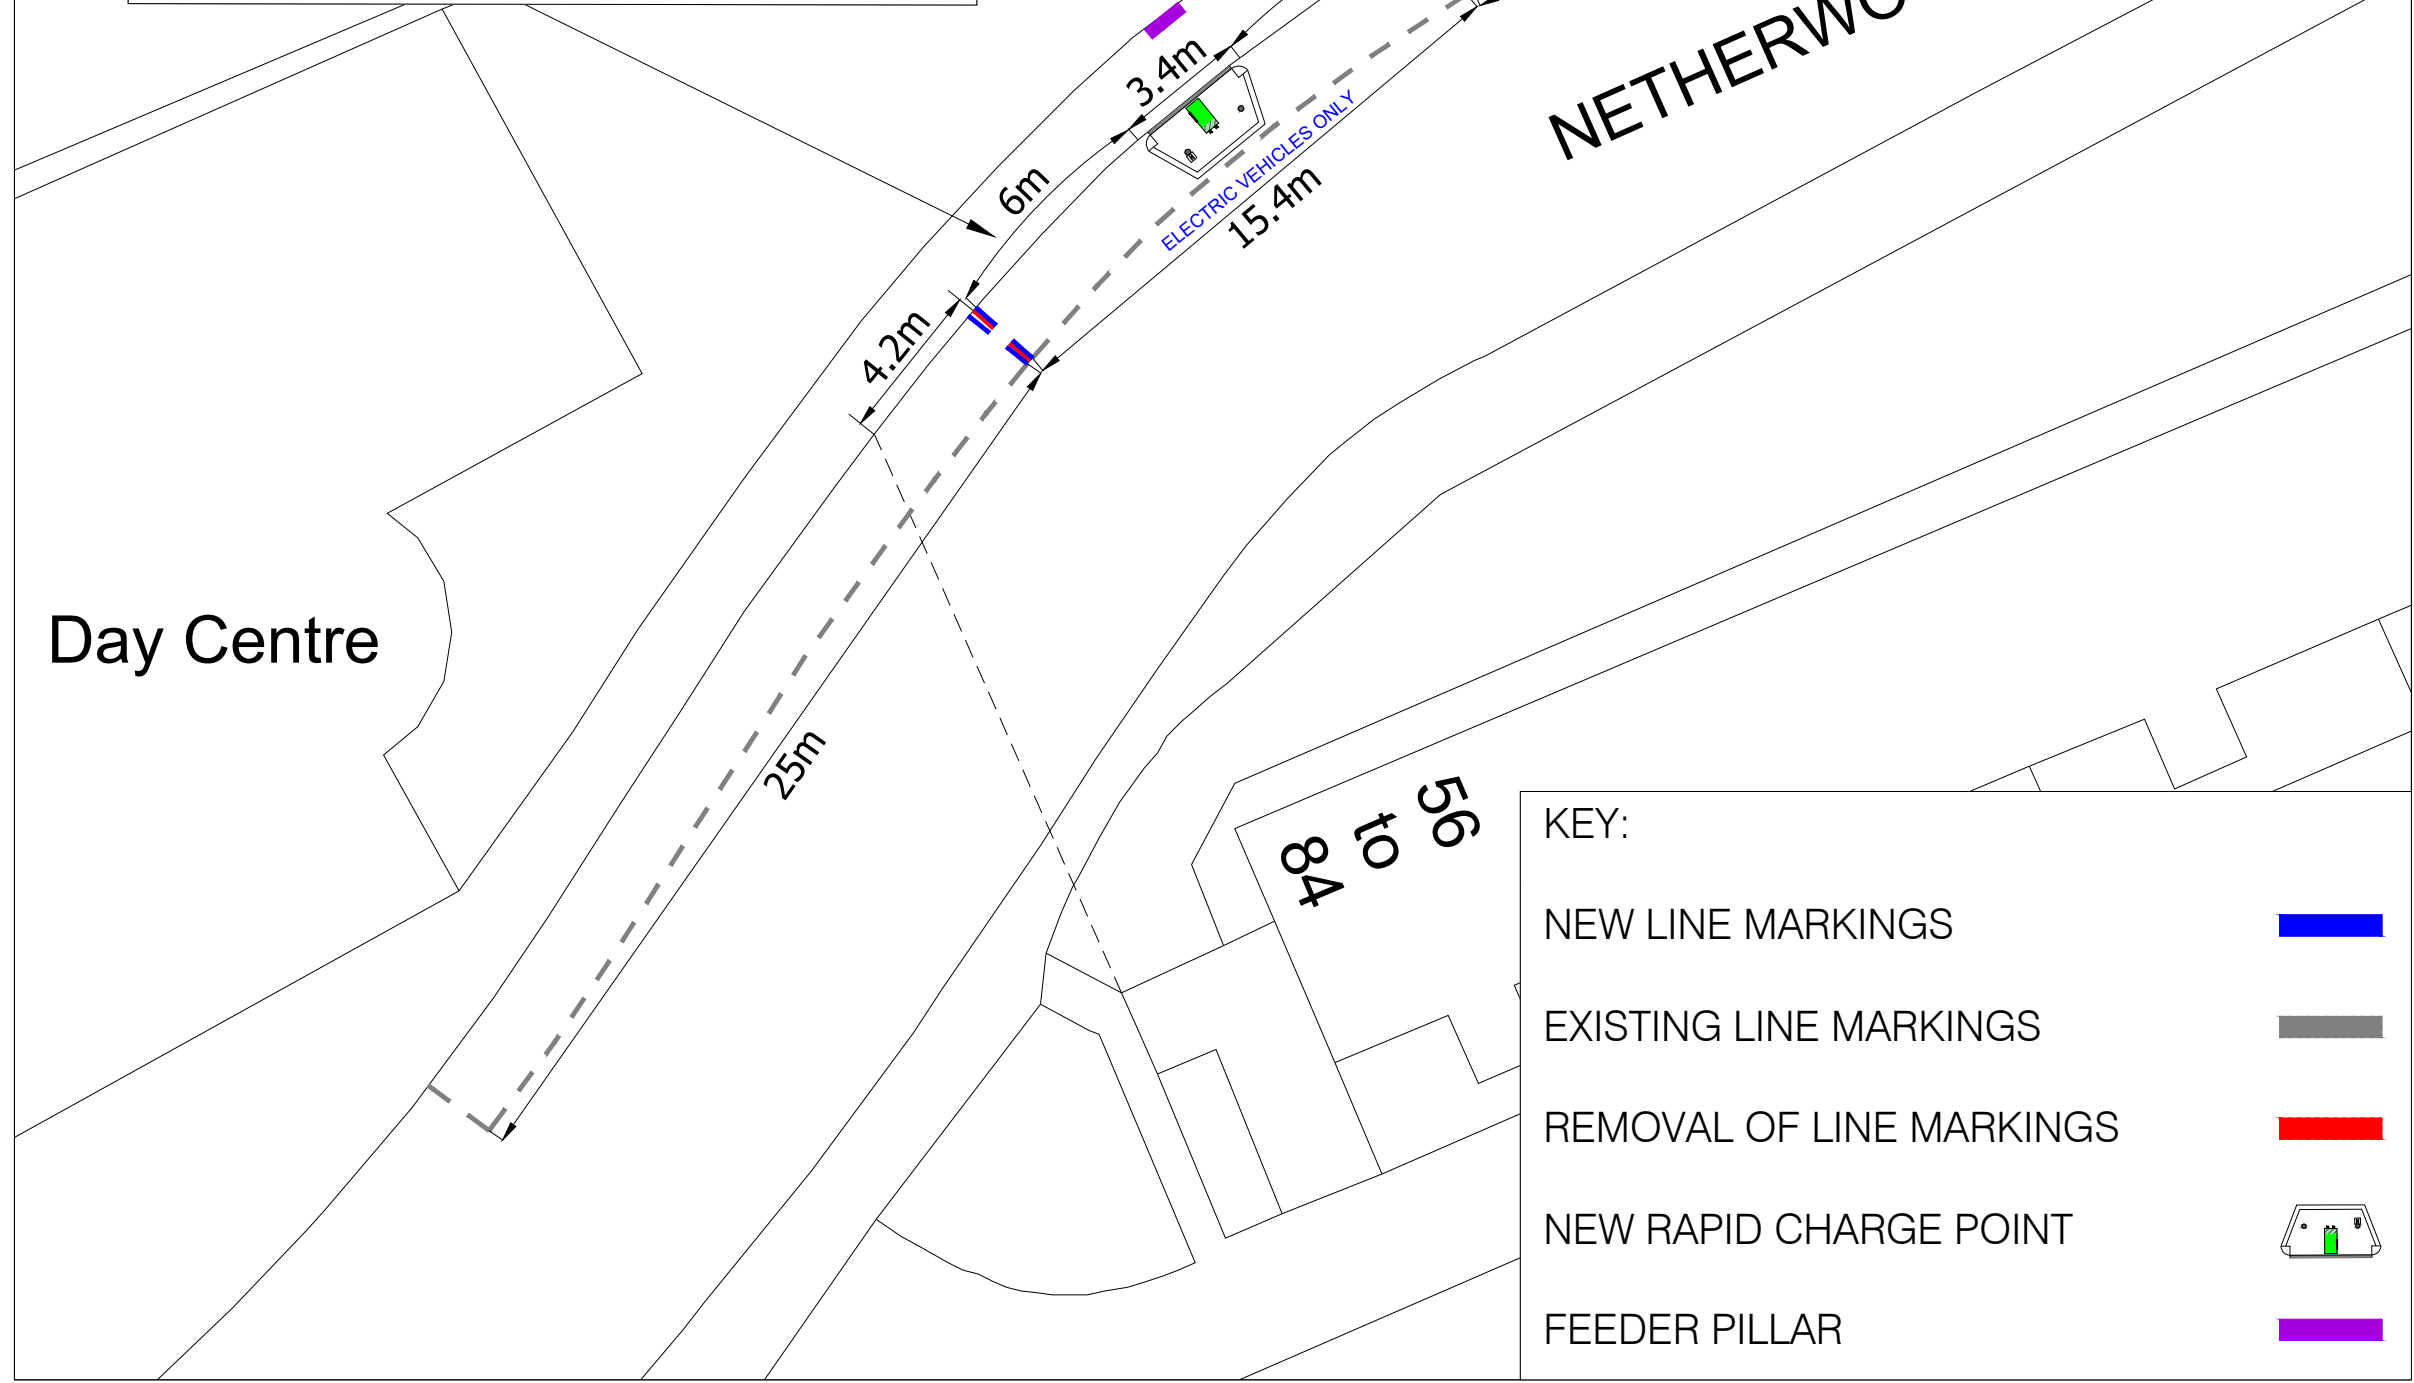 NETHERWO
3.4m
6m
ELECTRIC VEHICLES ONLY
15.4m
4.2m
Day Centre
25m
56
to
84
KEY:
NEW LINE MARKINGS
EXISTING LINE MARKINGS
REMOVAL OF LINE MARKINGS
NEW RAPID CHARGE POINT
FEEDER PILLAR